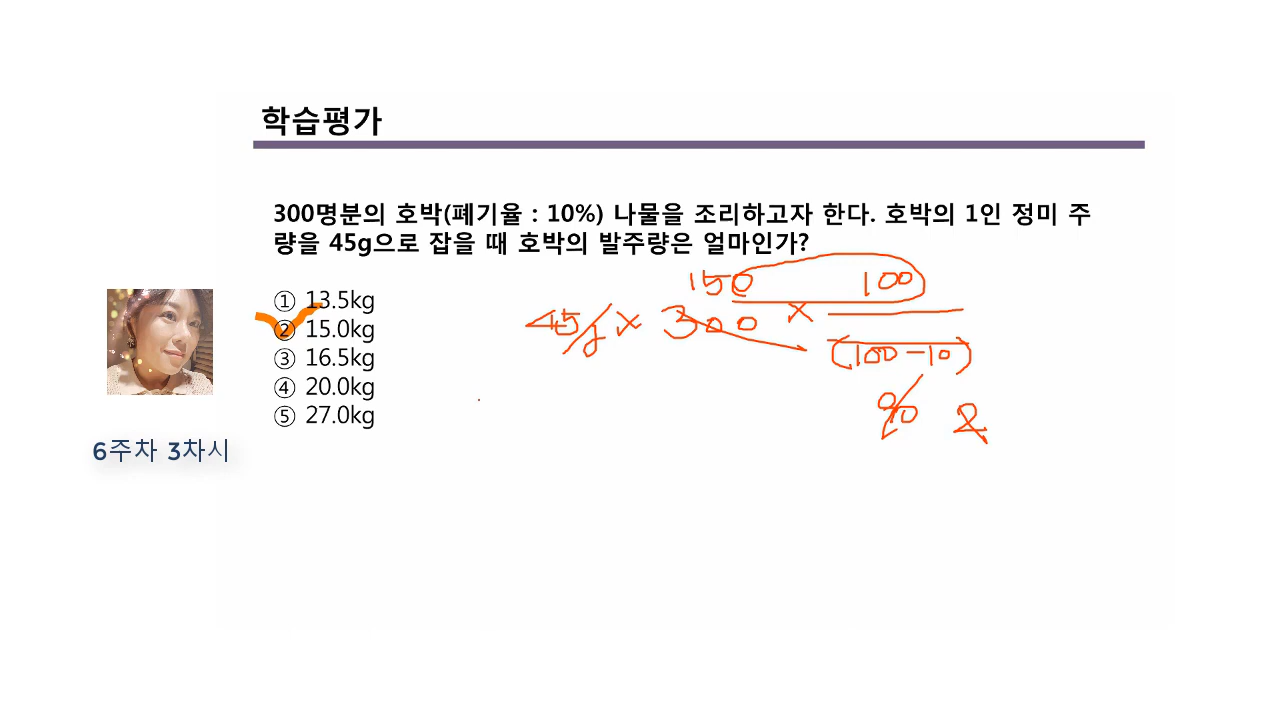 학습평가
300명분의 호박(폐기율 : 10%) 나물을 조리하고자 한다. 호박의 1인 정미 주
량을 45g으로 잡을 때 호박의 발주량은 얼마인가?
① 13.5kg
② 15.0kg
③ 16.5kg
④ 20.0kg
⑤ 27.0kg
150 100
45g × 300 ×
(100-10)
90 2
6주차 3차시